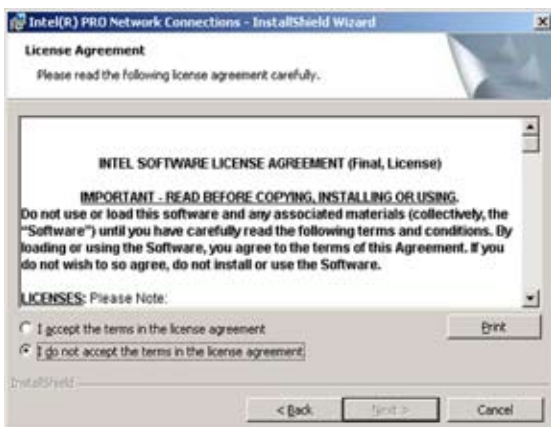 Intel(R) PRO Network Connections - InstallShield Wizard
License Agreement
Please read the following license agreement carefully.
INTEL SOFTWARE LICENSE AGREEMENT (Final, License)
IMPORTANT - READ BEFORE COPYING, INSTALLING OR USING.
Do not use or load this software and any associated materials (collectively, the
"Software") until you have carefully read the following terms and conditions. By
loading or using the Software, you agree to the terms of this Agreement. If you
do not wish to so agree, do not install or use the Software.
LICENSES: Please Note:
I accept the terms in the license agreement
Print
I do not accept the terms in the license agreement
InstallShield
< Back
Next >
Cancel